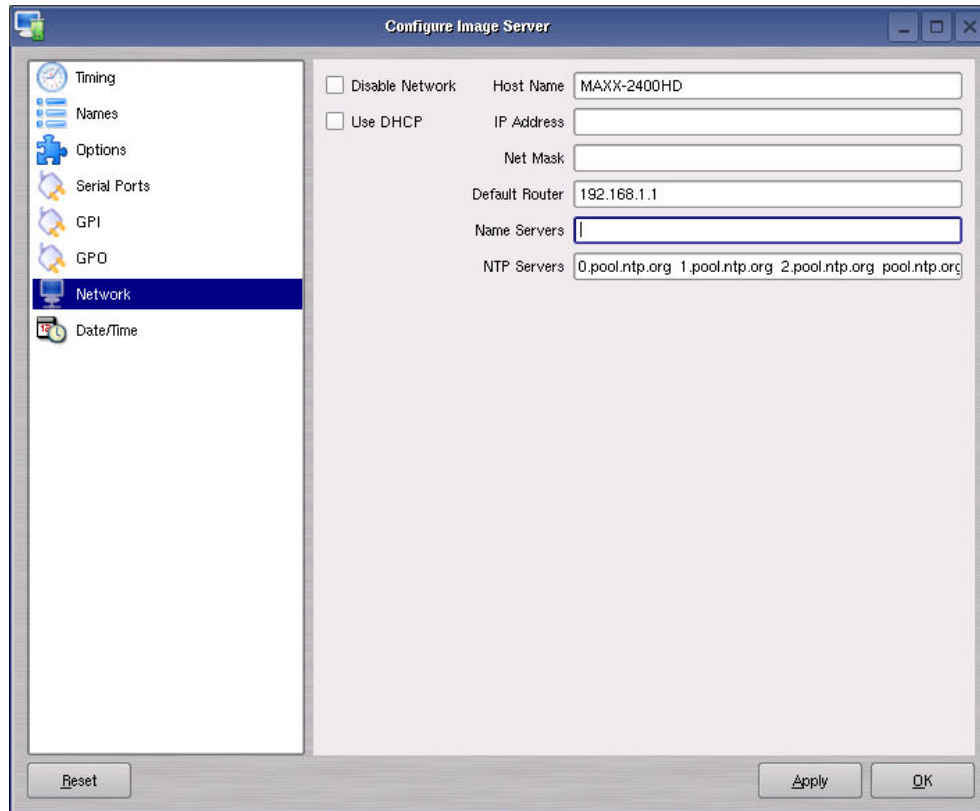 Configure Image Server
Timing
Names
Options
Serial Ports
GPI
GPO
Network
Date/Time
Disable Network
Host Name
MAXX-2400HD
Use DHCP
IP Address
Net Mask
Default Router
192.168.1.1
Name Servers
NTP Servers
0.pool.ntp.org 1.pool.ntp.org 2.pool.ntp.org pool.ntp.org
Reset
Apply
OK